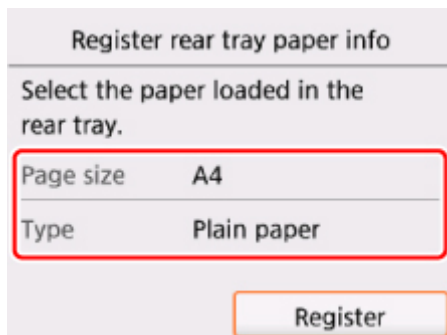 Register rear tray paper info
Select the paper loaded in the
rear tray.
Page size A4
Type Plain paper
Register